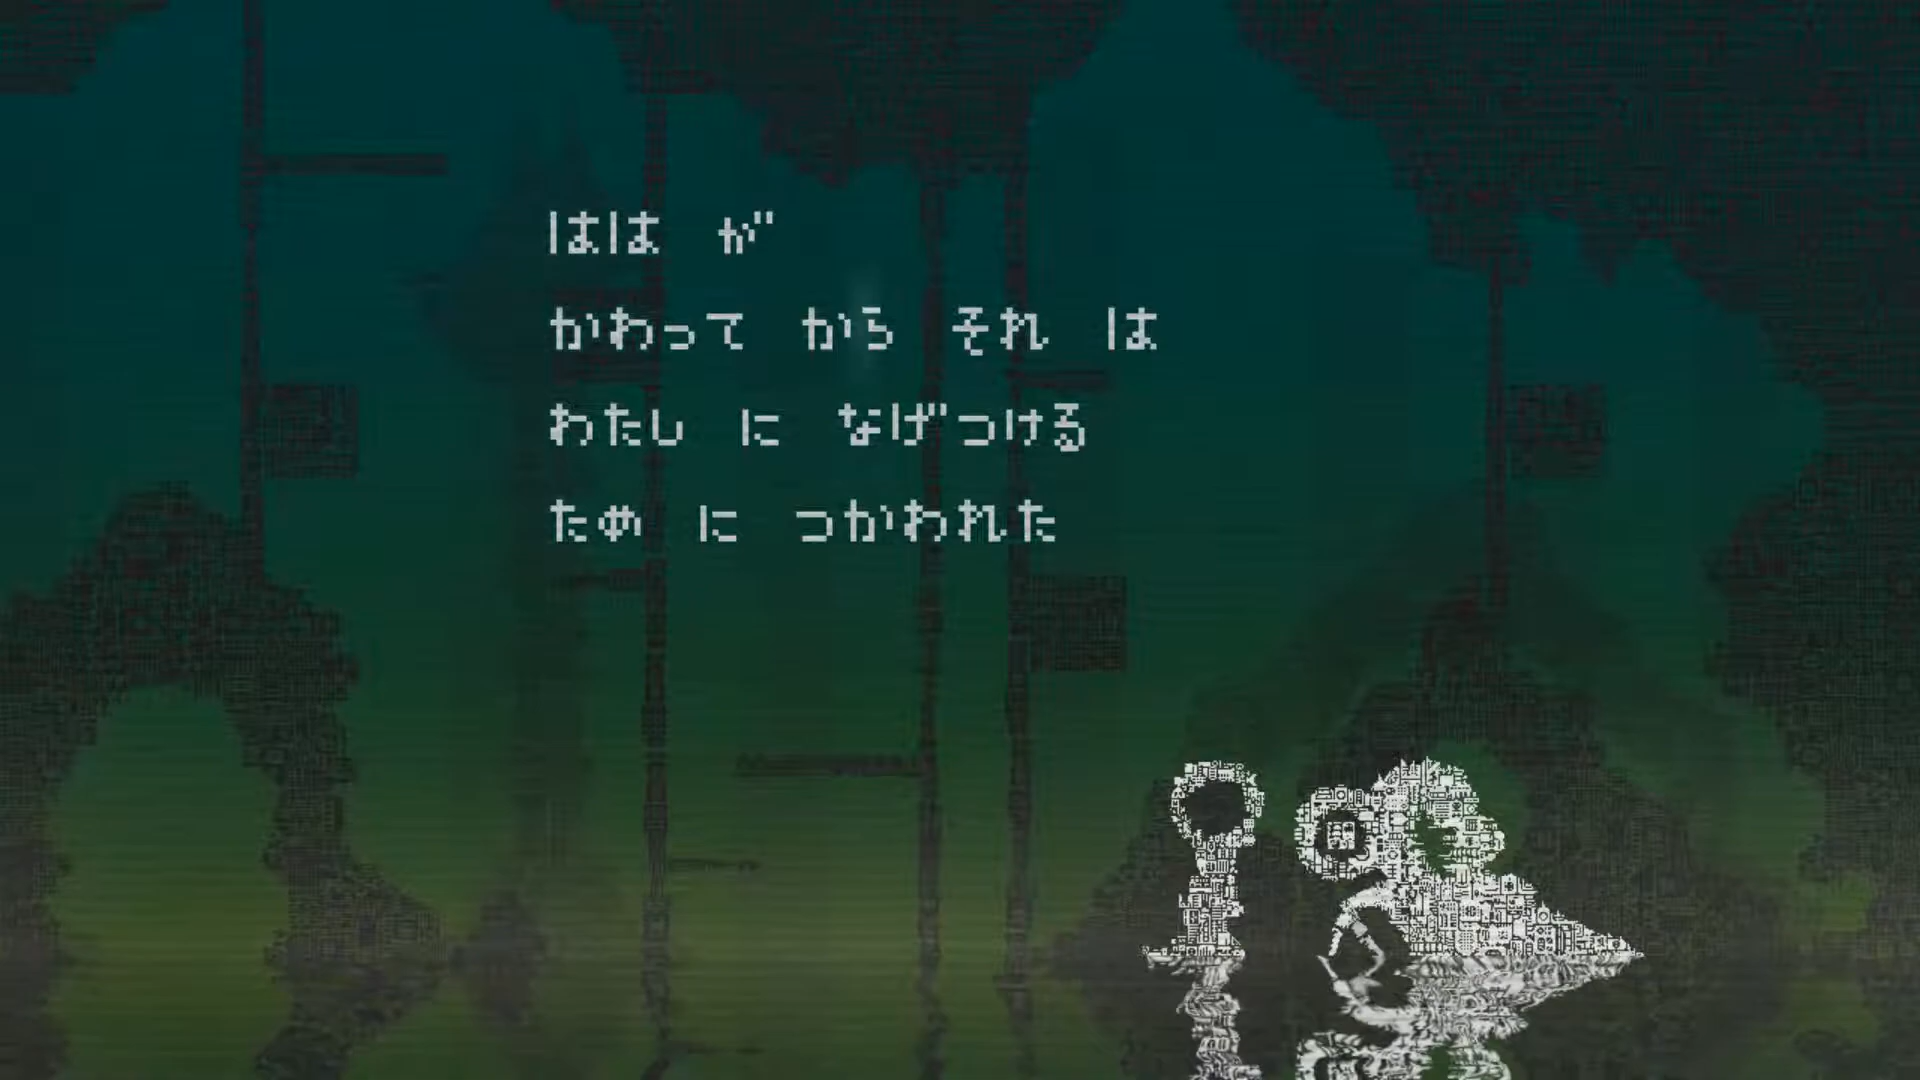 はは　が
かわって　から　それ　は
わたし　に　なげつける
ため　に　つかわれた